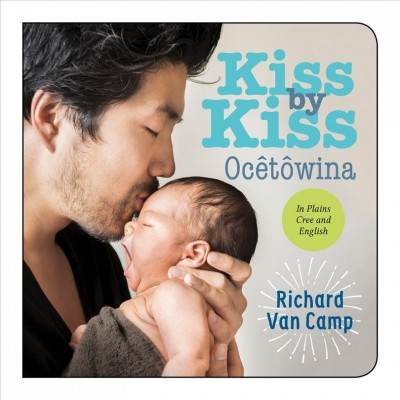 Kiss
by
Kiss
Ocêtôwina
In Plains
Cree and
English
Richard
Van Camp